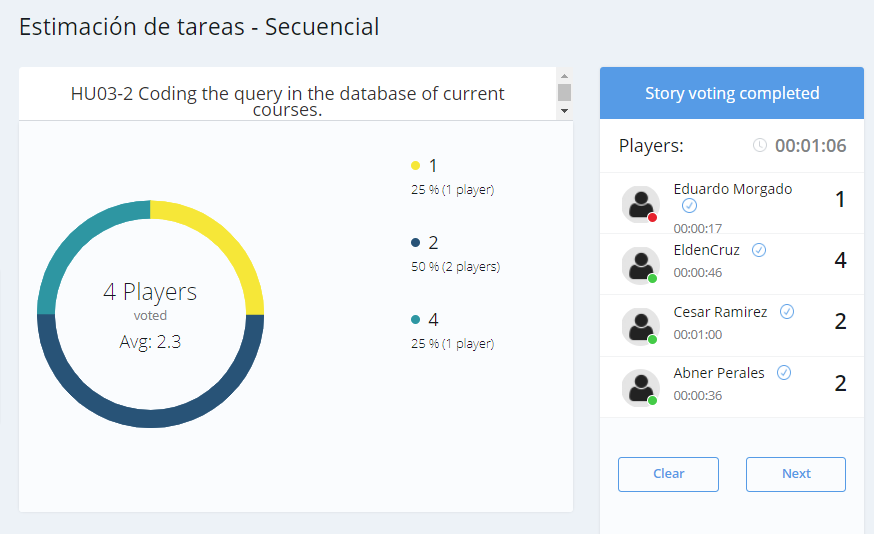 Estimación de tareas - Secuencial
HU03-2 Coding the query in the database of current
courses.
4 Players
voted
Avg: 2.3
1
25 % (1 player)
2
50 % (2 players)
4
25 % (1 player)
Story voting completed
Players: 00:01:06
Eduardo Morgado 1
00:00:17
EldenCruz 4
00:00:46
Cesar Ramirez 2
00:01:00
Abner Perales 2
00:00:36
Clear Next